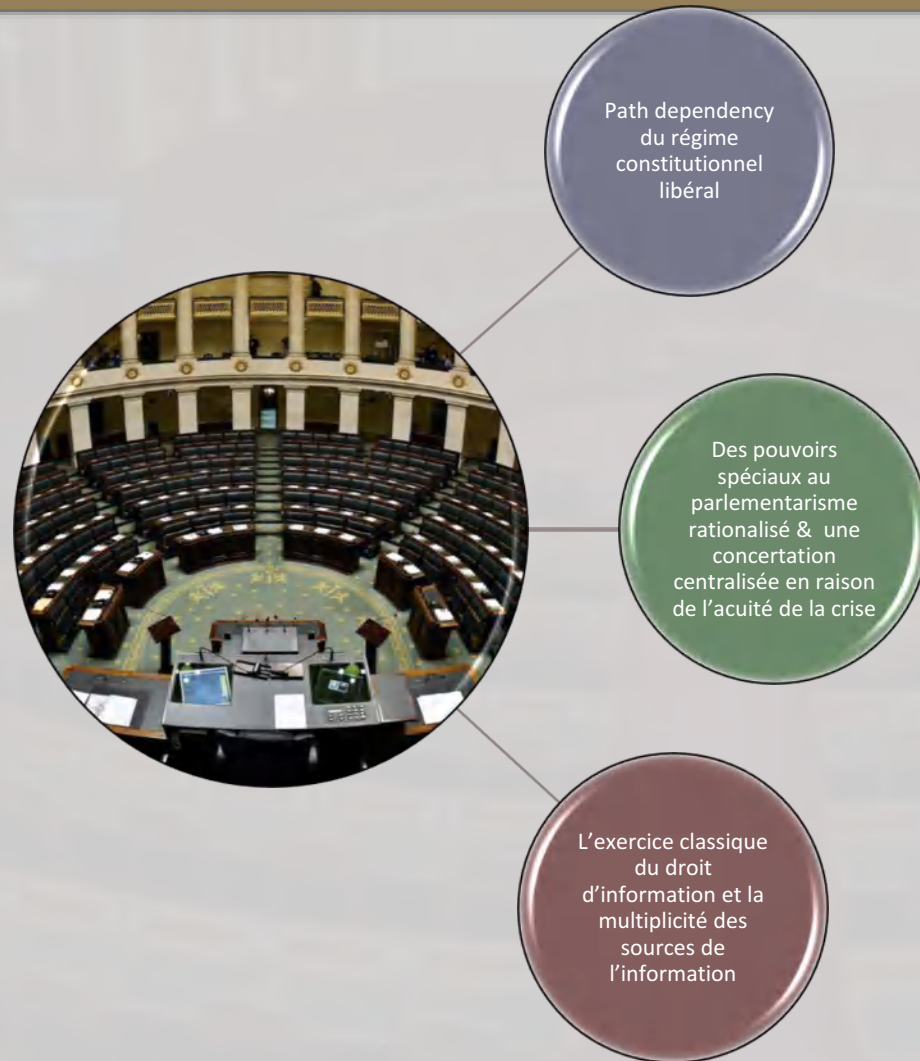 Path dependency
du régime
constitutionnel
libéral
Des pouvoirs
spéciaux au
parlementarisme
rationalisé & une
concertation
centralisée en raison
de l’acuité de la crise
L’exercice classique
du droit
d’information et la
multiplicité des
sources de
l’information